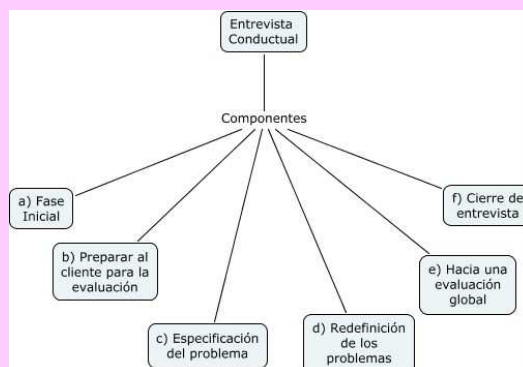 Entrevista
Conductual
Componentes
a) Fase
Inicial
b) Preparar al
cliente para la
evaluación
c) Especificación
del problema
d) Redefinición
de los
problemas
e) Hacia una
evaluación
global
f) Cierre de
entrevista